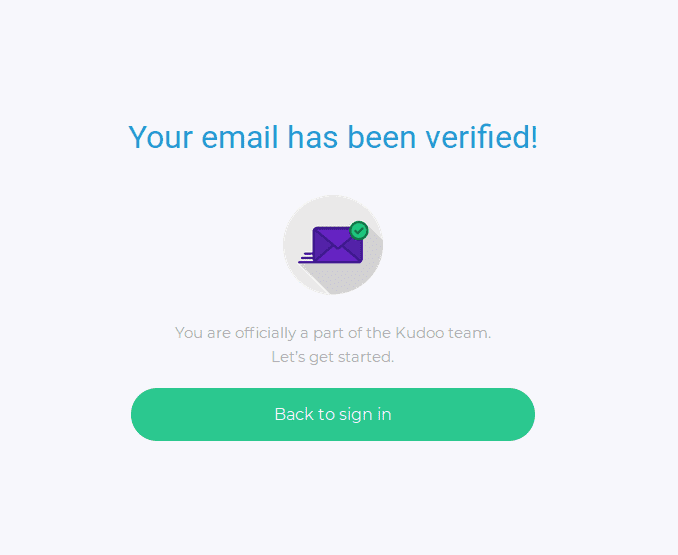 Your email has been verified!
You are officially a part of the Kudoo team.
Let's get started.
Back to sign in